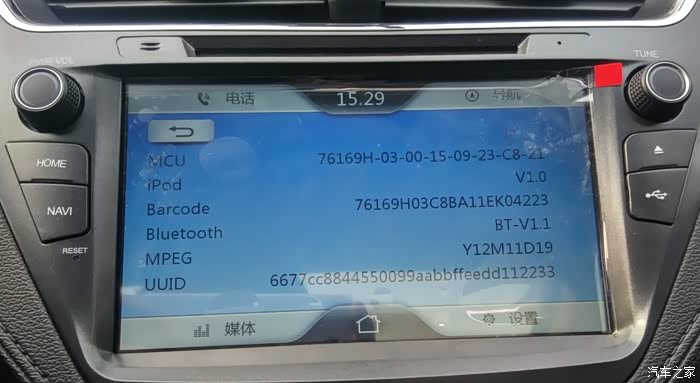 PWR·VOL
TUNE
电话 15.29 导航
MCU 76169H-03-00-15-09-23-C8-21
iPod V1.0
Barcode 76169H03C8BA11EK04223
Bluetooth BT-V1.1
MPEG Y12M11D19
UUID 6677cc8844550099aabbffeedd112233
HOME
NAVI
RESET
媒体 设置
汽车之家